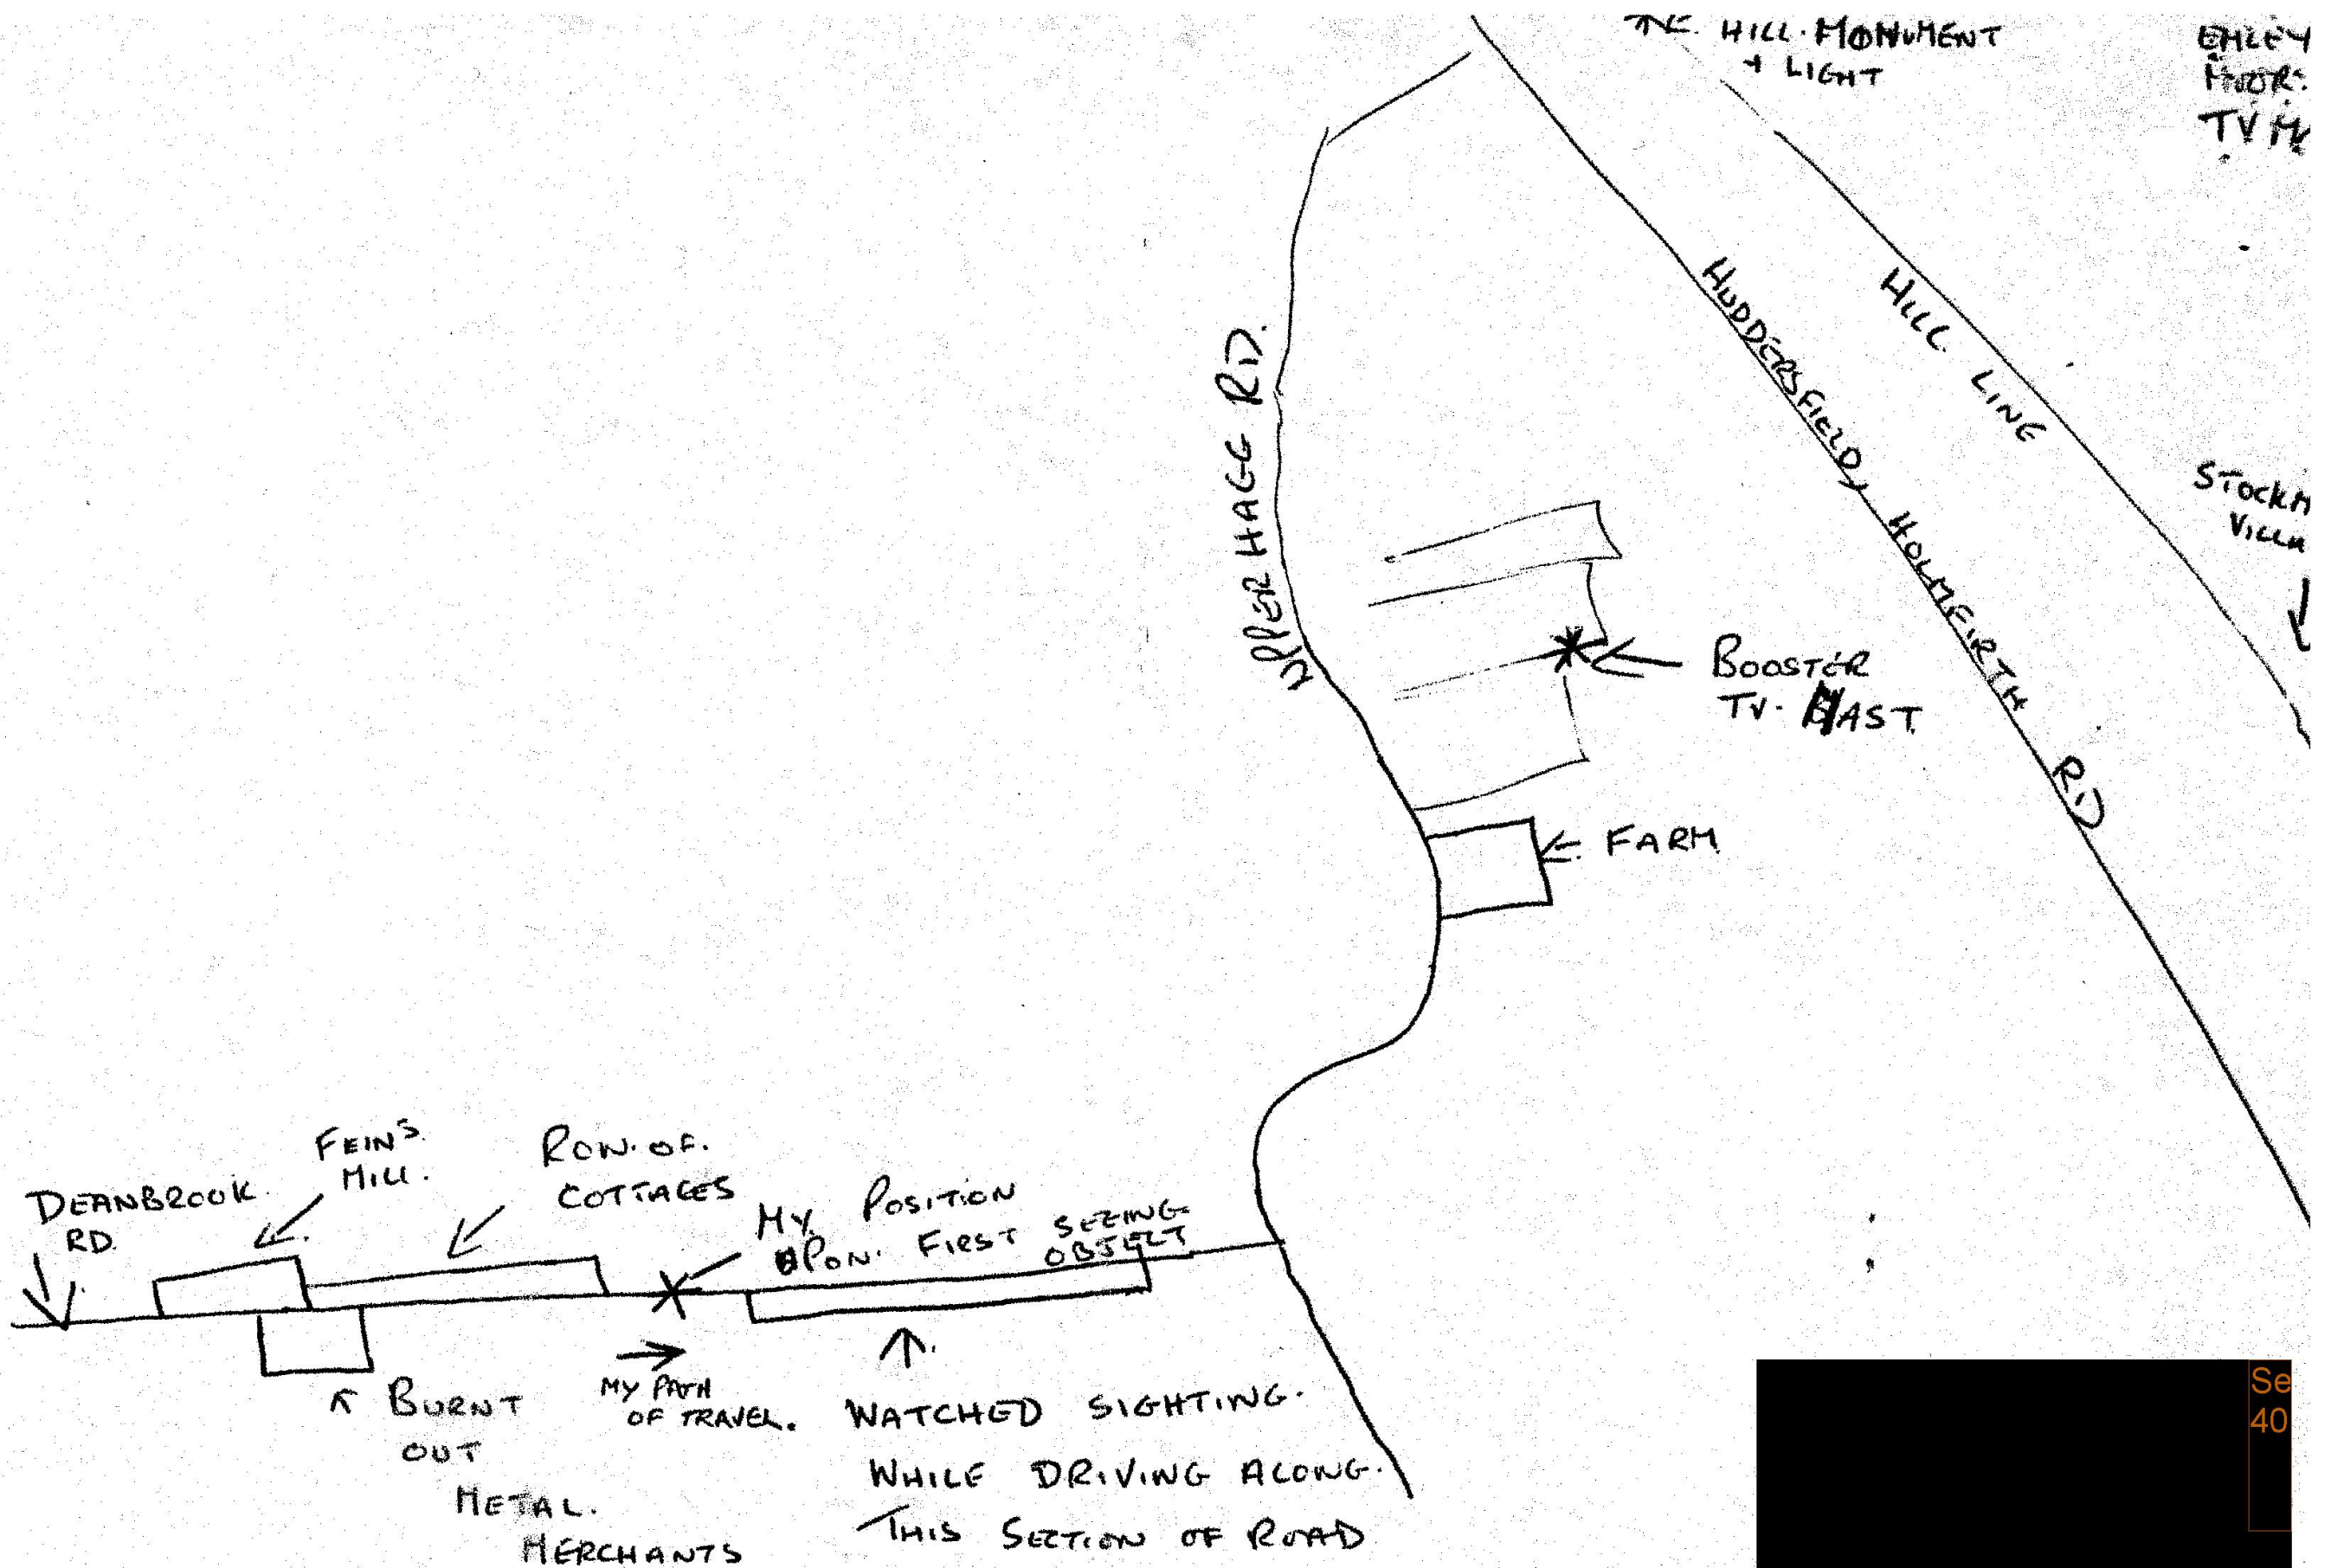 HILL. MONUMENT
+ LIGHT
EMLEY
MOOR:
TV M
HUDDERSFIELD, HOLMFIRTH RD
HILL LINE
UPPER HAGG RD.
STOCKM
VILLA
BOOSTER
TV. MAST
FARM
DEANBROOK
RD.
FEINS
MILL.
ROW. OF.
COTTAGES
MY POSITION
UPON. FIRST SEEING
OBJECT
BURNT
OUT
METAL.
MERCHANTS
MY PATH
OF TRAVEL.
WATCHED SIGHTING.
WHILE DRIVING ALONG.
THIS SECTION OF ROAD
Se
40